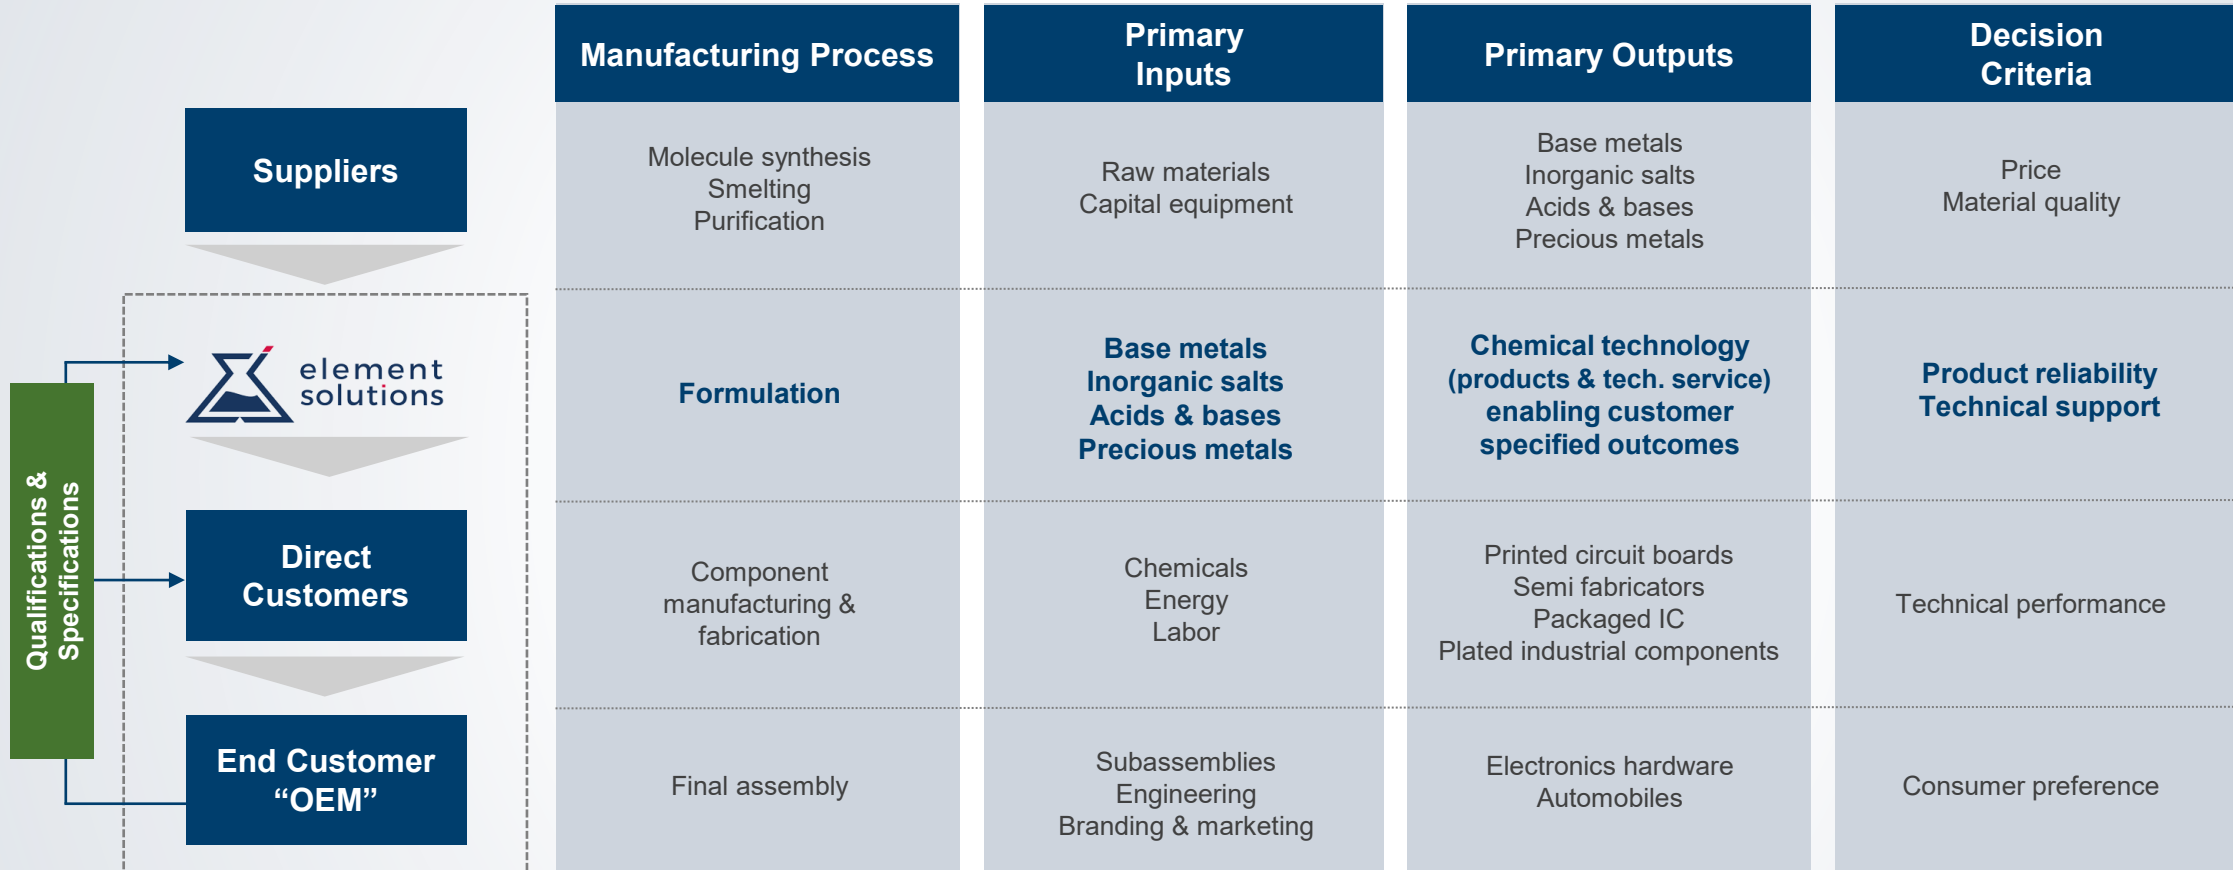 Manufacturing Process
Primary
Inputs
Primary Outputs
Decision
Criteria
Suppliers
Molecule synthesis
Smelting
Purification
Raw materials
Capital equipment
Base metals
Inorganic salts
Acids & bases
Precious metals
Price
Material quality
element
solutions
Formulation
Base metals
Inorganic salts
Acids & bases
Precious metals
Chemical technology
(products & tech. service)
enabling customer
specified outcomes
Product reliability
Technical support
Qualifications &
Specifications
Direct
Customers
Component
manufacturing &
fabrication
Chemicals
Energy
Labor
Printed circuit boards
Semi fabricators
Packaged IC
Plated industrial components
Technical performance
End Customer
“OEM”
Final assembly
Subassemblies
Engineering
Branding & marketing
Electronics hardware
Automobiles
Consumer preference